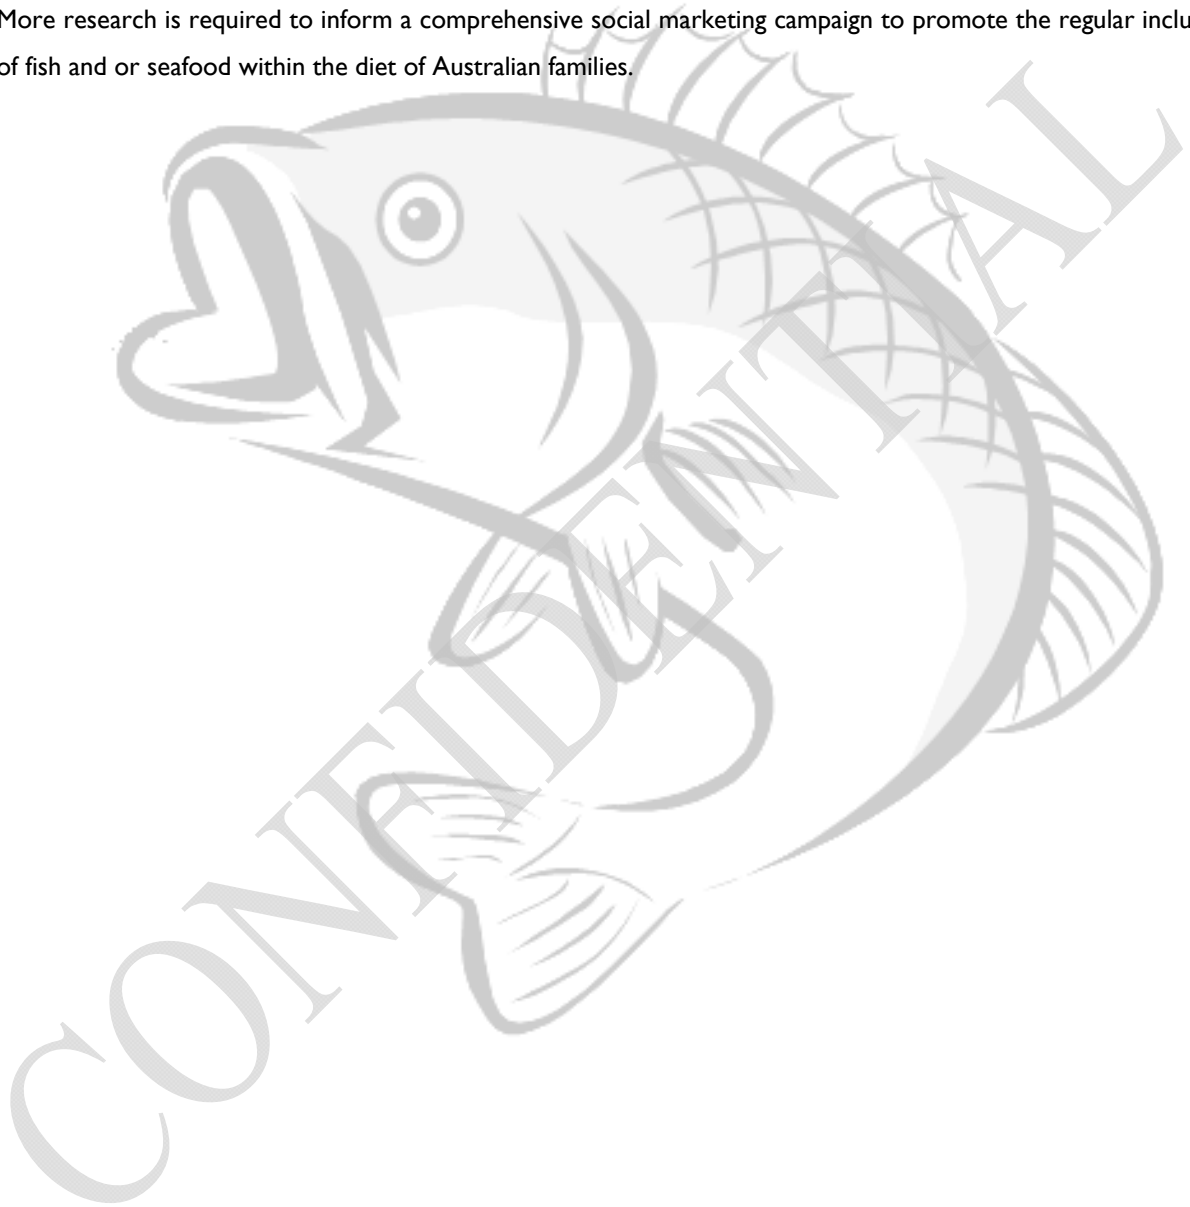 More research is required to inform a comprehensive social marketing campaign to promote the regular inclu
of fish and or seafood within the diet of Australian families.
CONFIDENTIAL